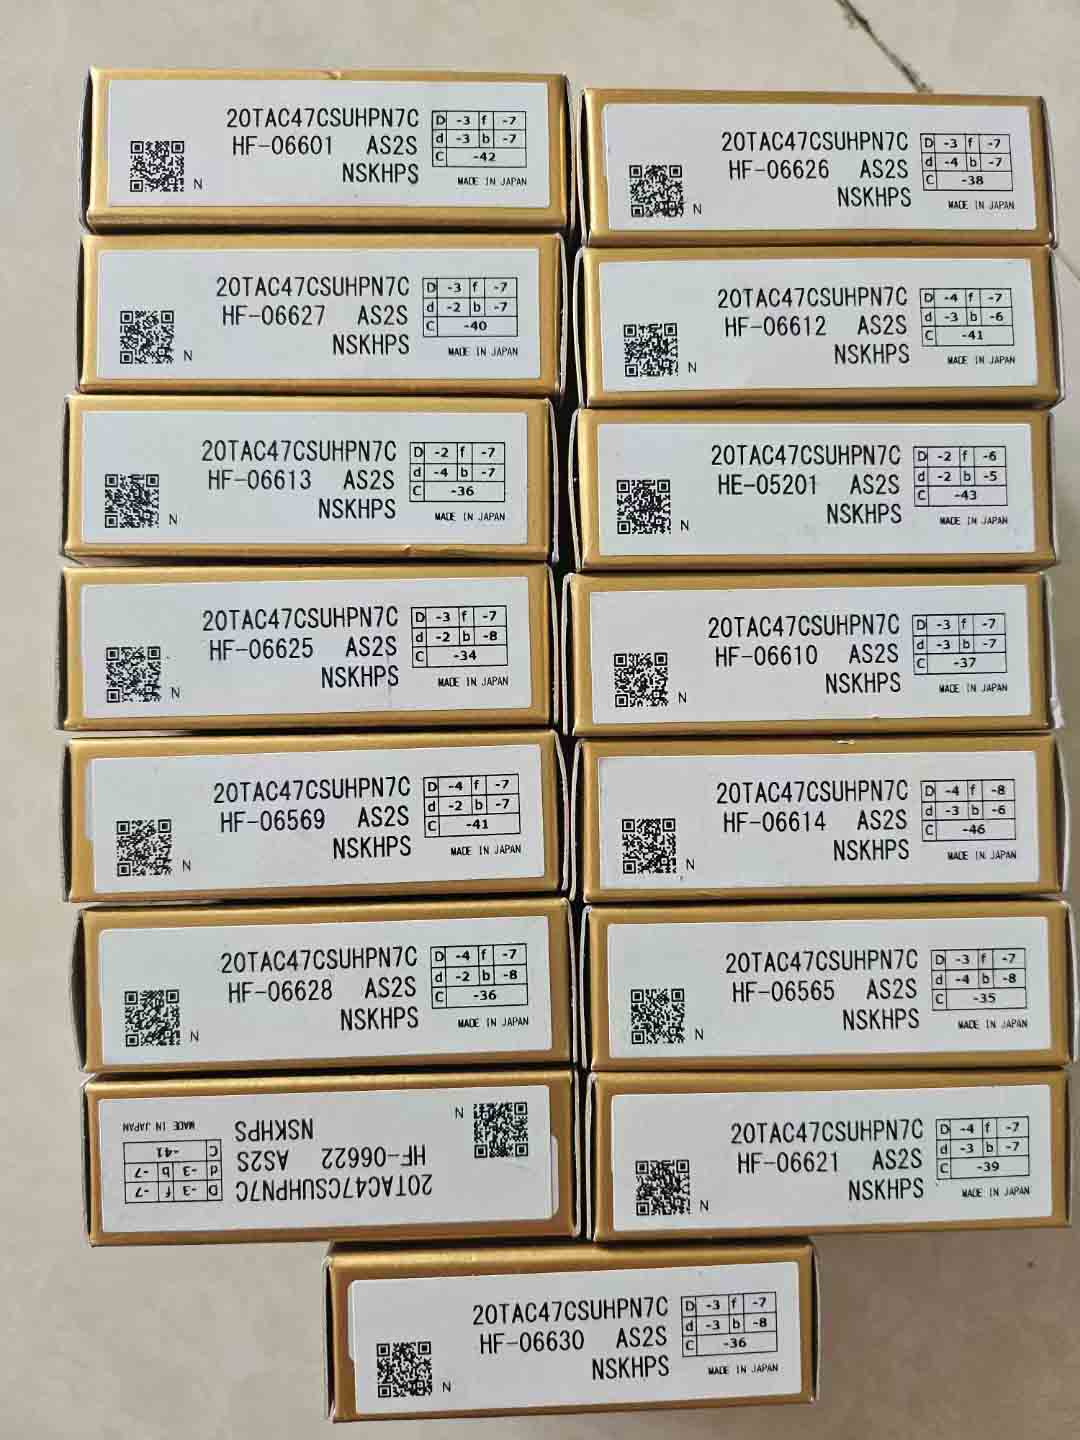 20TAC47CSUHPN7C
HF-06601 AS2S
NSKHPS
D -3 f -7
d -3 b -7
C -42
MADE IN JAPAN
N
20TAC47CSUHPN7C
HF-06626 AS2S
NSKHPS
D -3 f -7
d -4 b -7
C -38
MADE IN JAPAN
N
20TAC47CSUHPN7C
HF-06627 AS2S
NSKHPS
D -3 f -7
d -2 b -7
C -40
MADE IN JAPAN
N
20TAC47CSUHPN7C
HF-06612 AS2S
NSKHPS
D -4 f -7
d -3 b -6
C -41
MADE IN JAPAN
N
20TAC47CSUHPN7C
HF-06613 AS2S
NSKHPS
D -2 f -7
d -4 b -7
C -36
MADE IN JAPAN
N
20TAC47CSUHPN7C
HE-05201 AS2S
NSKHPS
D -2 f -6
d -2 b -5
C -43
MADE IN JAPAN
N
20TAC47CSUHPN7C
HF-06625 AS2S
NSKHPS
D -3 f -7
d -2 b -8
C -34
MADE IN JAPAN
N
20TAC47CSUHPN7C
HF-06610 AS2S
NSKHPS
D -3 f -7
d -3 b -7
C -37
MADE IN JAPAN
N
20TAC47CSUHPN7C
HF-06569 AS2S
NSKHPS
D -4 f -7
d -2 b -7
C -41
MADE IN JAPAN
N
20TAC47CSUHPN7C
HF-06614 AS2S
NSKHPS
D -4 f -8
d -3 b -6
C -46
MADE IN JAPAN
N
20TAC47CSUHPN7C
HF-06628 AS2S
NSKHPS
D -4 f -7
d -2 b -8
C -36
MADE IN JAPAN
N
20TAC47CSUHPN7C
HF-06565 AS2S
NSKHPS
D -3 f -7
d -4 b -8
C -35
MADE IN JAPAN
N
20TAC47CSUHPN7C
HF-06622 AS2S
NSKHPS
D -3 f -7
d -3 b -7
C -41
MADE IN JAPAN
N
20TAC47CSUHPN7C
HF-06621 AS2S
NSKHPS
D -4 f -7
d -3 b -7
C -39
MADE IN JAPAN
N
20TAC47CSUHPN7C
HF-06630 AS2S
NSKHPS
D -3 f -7
d -3 b -8
C -36
MADE IN JAPAN
N